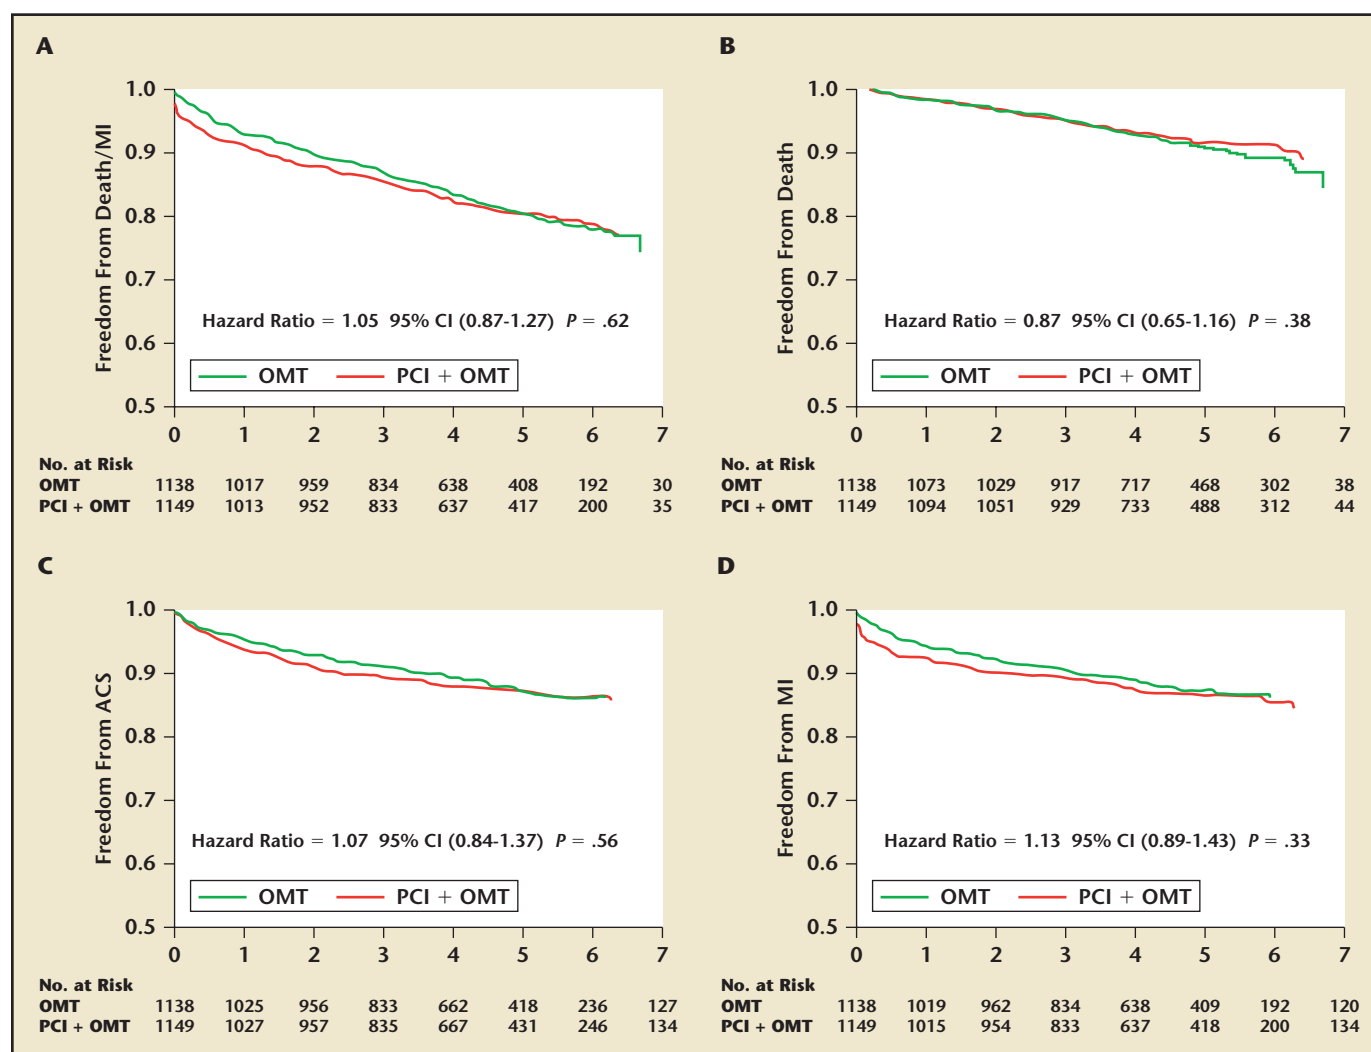 A
Freedom From Death/MI
1.0
0.9
0.8
0.7
0.6
0.5
Hazard Ratio = 1.05 95% CI (0.87-1.27) P = .62
OMT PCI + OMT
0 1 2 3 4 5 6 7
No. at Risk
OMT 1138 1017 959 834 638 408 192 30
PCI + OMT 1149 1013 952 833 637 417 200 35
B
Freedom From Death
1.0
0.9
0.8
0.7
0.6
0.5
Hazard Ratio = 0.87 95% CI (0.65-1.16) P = .38
OMT PCI + OMT
0 1 2 3 4 5 6 7
No. at Risk
OMT 1138 1073 1029 917 717 468 302 38
PCI + OMT 1149 1094 1051 929 733 488 312 44
C
Freedom From ACS
1.0
0.9
0.8
0.7
0.6
0.5
Hazard Ratio = 1.07 95% CI (0.84-1.37) P = .56
OMT PCI + OMT
0 1 2 3 4 5 6 7
No. at Risk
OMT 1138 1025 956 833 662 418 236 127
PCI + OMT 1149 1027 957 835 667 431 246 134
D
Freedom From MI
1.0
0.9
0.8
0.7
0.6
0.5
Hazard Ratio = 1.13 95% CI (0.89-1.43) P = .33
OMT PCI + OMT
0 1 2 3 4 5 6 7
No. at Risk
OMT 1138 1019 962 834 638 409 192 120
PCI + OMT 1149 1015 954 833 637 418 200 134